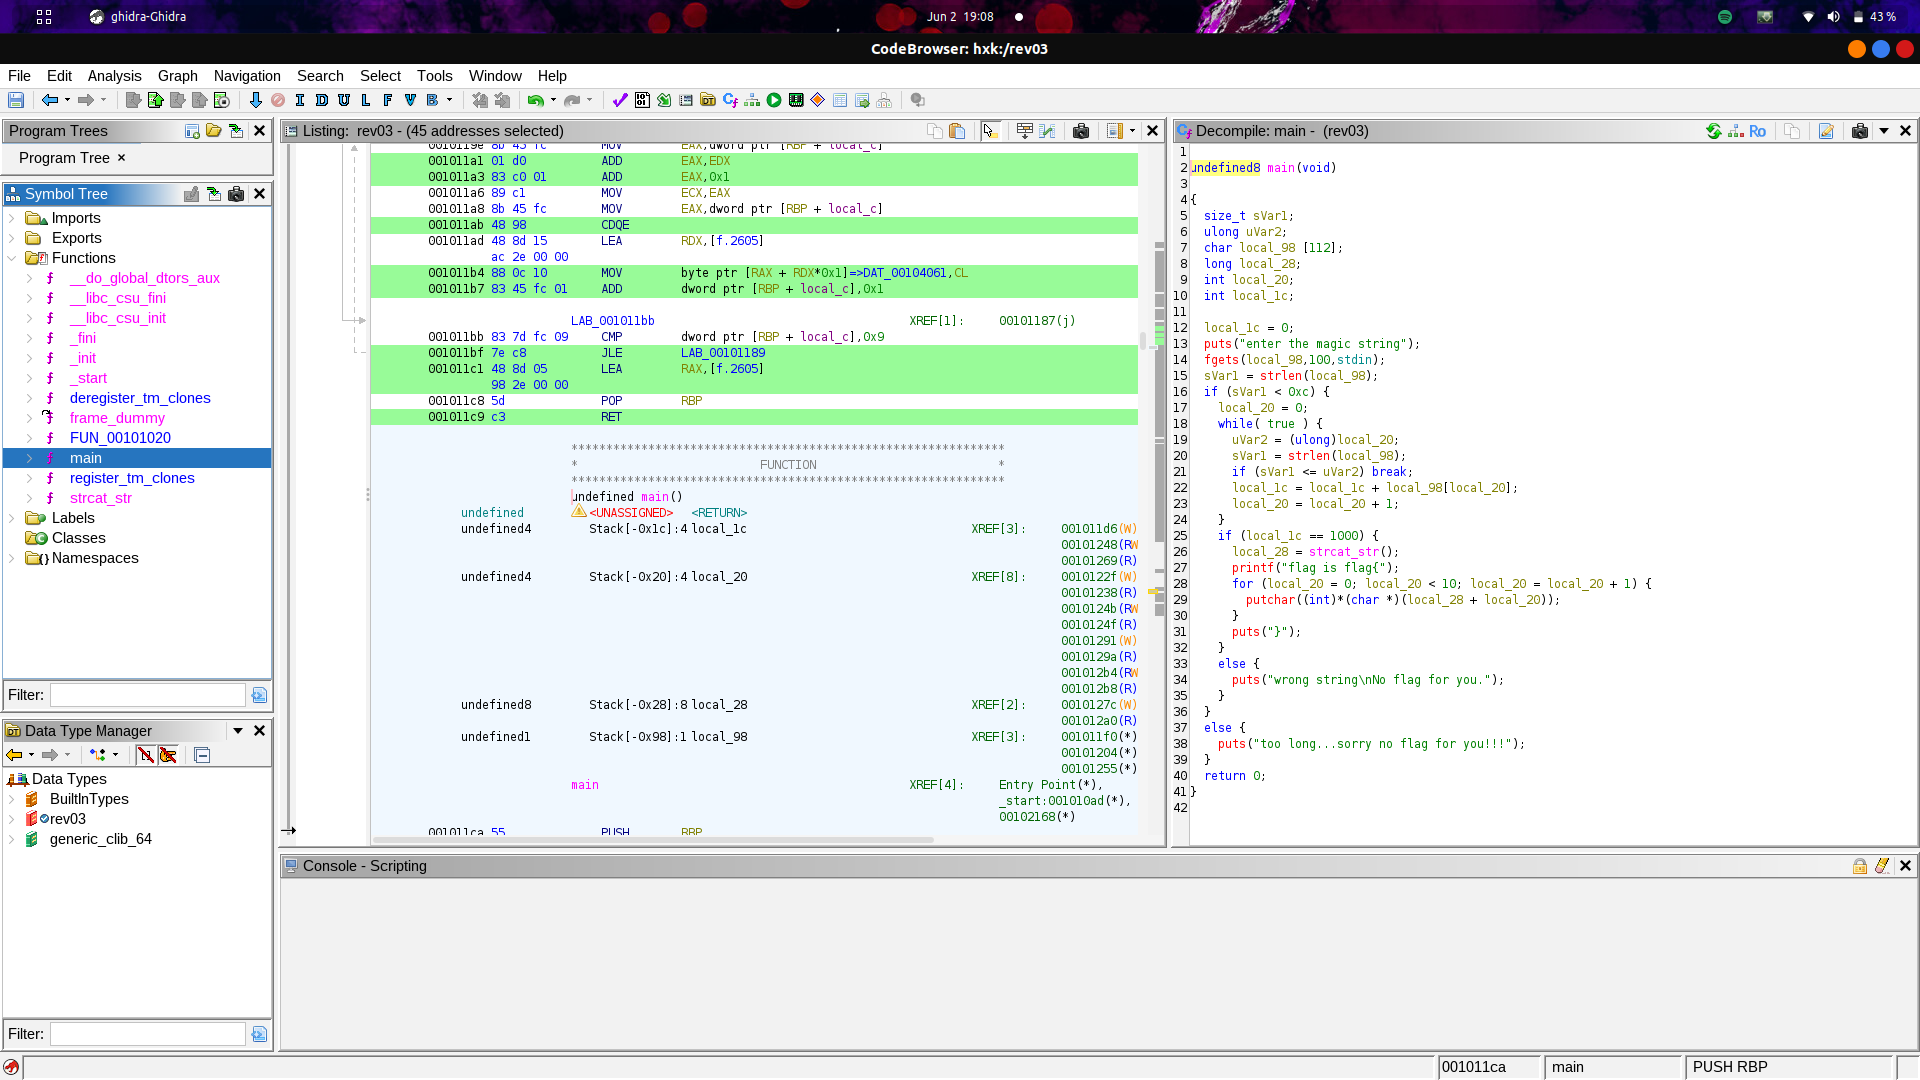 ghidra-Ghidra
Jun 2 19:08
43 %
CodeBrowser: hxk:/rev03
File Edit Analysis Graph Navigation Search Select Tools Window Help
I D U L F V B
Program Trees
Program Tree ×
Symbol Tree
Imports
Exports
Functions
__do_global_dtors_aux
__libc_csu_fini
__libc_csu_init
_fini
_init
_start
deregister_tm_clones
frame_dummy
FUN_00101020
main
register_tm_clones
strcat_str
Labels
Classes
Namespaces
Filter:
Data Type Manager
Data Types
BuiltInTypes
rev03
generic_clib_64
Filter:
Listing: rev03 - (45 addresses selected)
0010119e 8b 45 fc MOV EAX,dword ptr [RBP + local_c]
001011a1 01 d0 ADD EAX,EDX
001011a3 83 c0 01 ADD EAX,0x1
001011a6 89 c1 MOV ECX,EAX
001011a8 8b 45 fc MOV EAX,dword ptr [RBP + local_c]
001011ab 48 98 CDQE
001011ad 48 8d 15 LEA RDX,[f.2605]
ac 2e 00 00
001011b4 88 0c 10 MOV byte ptr [RAX + RDX*0x1]=>DAT_00104061,CL
001011b7 83 45 fc 01 ADD dword ptr [RBP + local_c],0x1
LAB_001011bb XREF[1]: 00101187(j)
001011bb 83 7d fc 09 CMP dword ptr [RBP + local_c],0x9
001011bf 7e c8 JLE LAB_00101189
001011c1 48 8d 05 LEA RAX,[f.2605]
98 2e 00 00
001011c8 5d POP RBP
001011c9 c3 RET
*************************************************************
* FUNCTION *
*************************************************************
undefined main()
undefined <UNASSIGNED> <RETURN>
undefined4 Stack[-0x1c]:4 local_1c XREF[3]: 001011d6(W)
00101248(RW
00101269(R)
undefined4 Stack[-0x20]:4 local_20 XREF[8]: 0010122f(W)
00101238(R)
0010124b(RW
0010124f(R)
00101291(W)
0010129a(R)
001012b4(RW
001012b8(R)
undefined8 Stack[-0x28]:8 local_28 XREF[2]: 0010127c(W)
001012a0(R)
undefined1 Stack[-0x98]:1 local_98 XREF[3]: 001011f0(*)
00101204(*)
00101255(*)
main XREF[4]: Entry Point(*),
_start:001010ad(*),
00102168(*)
001011ca 55 PUSH RBP
Decompile: main - (rev03)
Ro
1
2 undefined8 main(void)
3
4 {
5 size_t sVar1;
6 ulong uVar2;
7 char local_98 [112];
8 long local_28;
9 int local_20;
10 int local_1c;
11
12 local_1c = 0;
13 puts("enter the magic string");
14 fgets(local_98,100,stdin);
15 sVar1 = strlen(local_98);
16 if (sVar1 < 0xc) {
17 local_20 = 0;
18 while( true ) {
19 uVar2 = (ulong)local_20;
20 sVar1 = strlen(local_98);
21 if (sVar1 <= uVar2) break;
22 local_1c = local_1c + local_98[local_20];
23 local_20 = local_20 + 1;
24 }
25 if (local_1c == 1000) {
26 local_28 = strcat_str();
27 printf("flag is flag{");
28 for (local_20 = 0; local_20 < 10; local_20 = local_20 + 1) {
29 putchar((int)*(char *)(local_28 + local_20));
30 }
31 puts("}");
32 }
33 else {
34 puts("wrong string\nNo flag for you.");
35 }
36 }
37 else {
38 puts("too long...sorry no flag for you!!!");
39 }
40 return 0;
41 }
42
Console - Scripting
001011ca main PUSH RBP